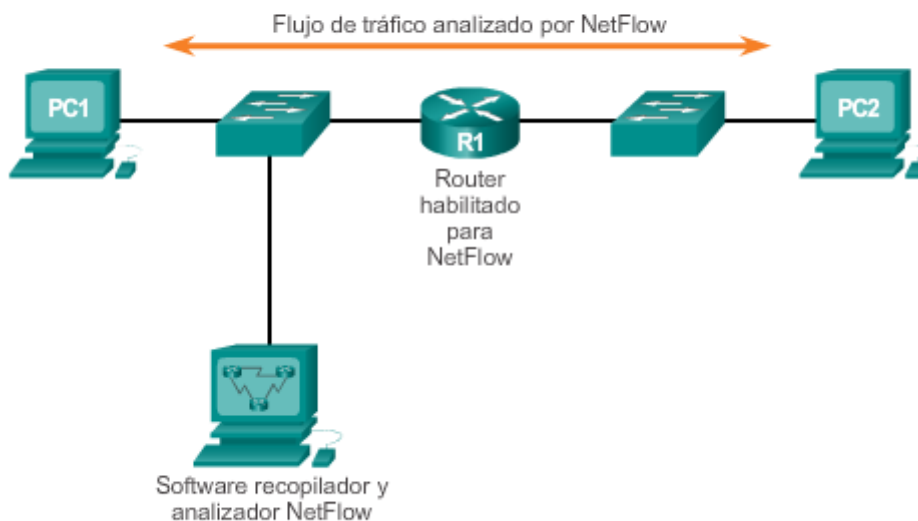 Flujo de tráfico analizado por NetFlow
PC1
R1
PC2
Router
habilitado
para
NetFlow
Software recopilador y
analizador NetFlow